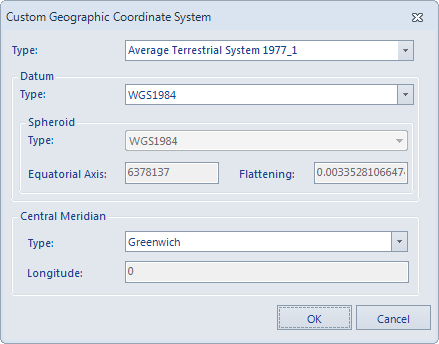 Custom Geographic Coordinate System
Type: Average Terrestrial System 1977_1
Datum
Type: WGS1984
Spheroid
Type: WGS1984
Equatorial Axis: 6378137 Flattening: 0.0033528106647
Central Meridian
Type: Greenwich
Longitude: 0
OK Cancel